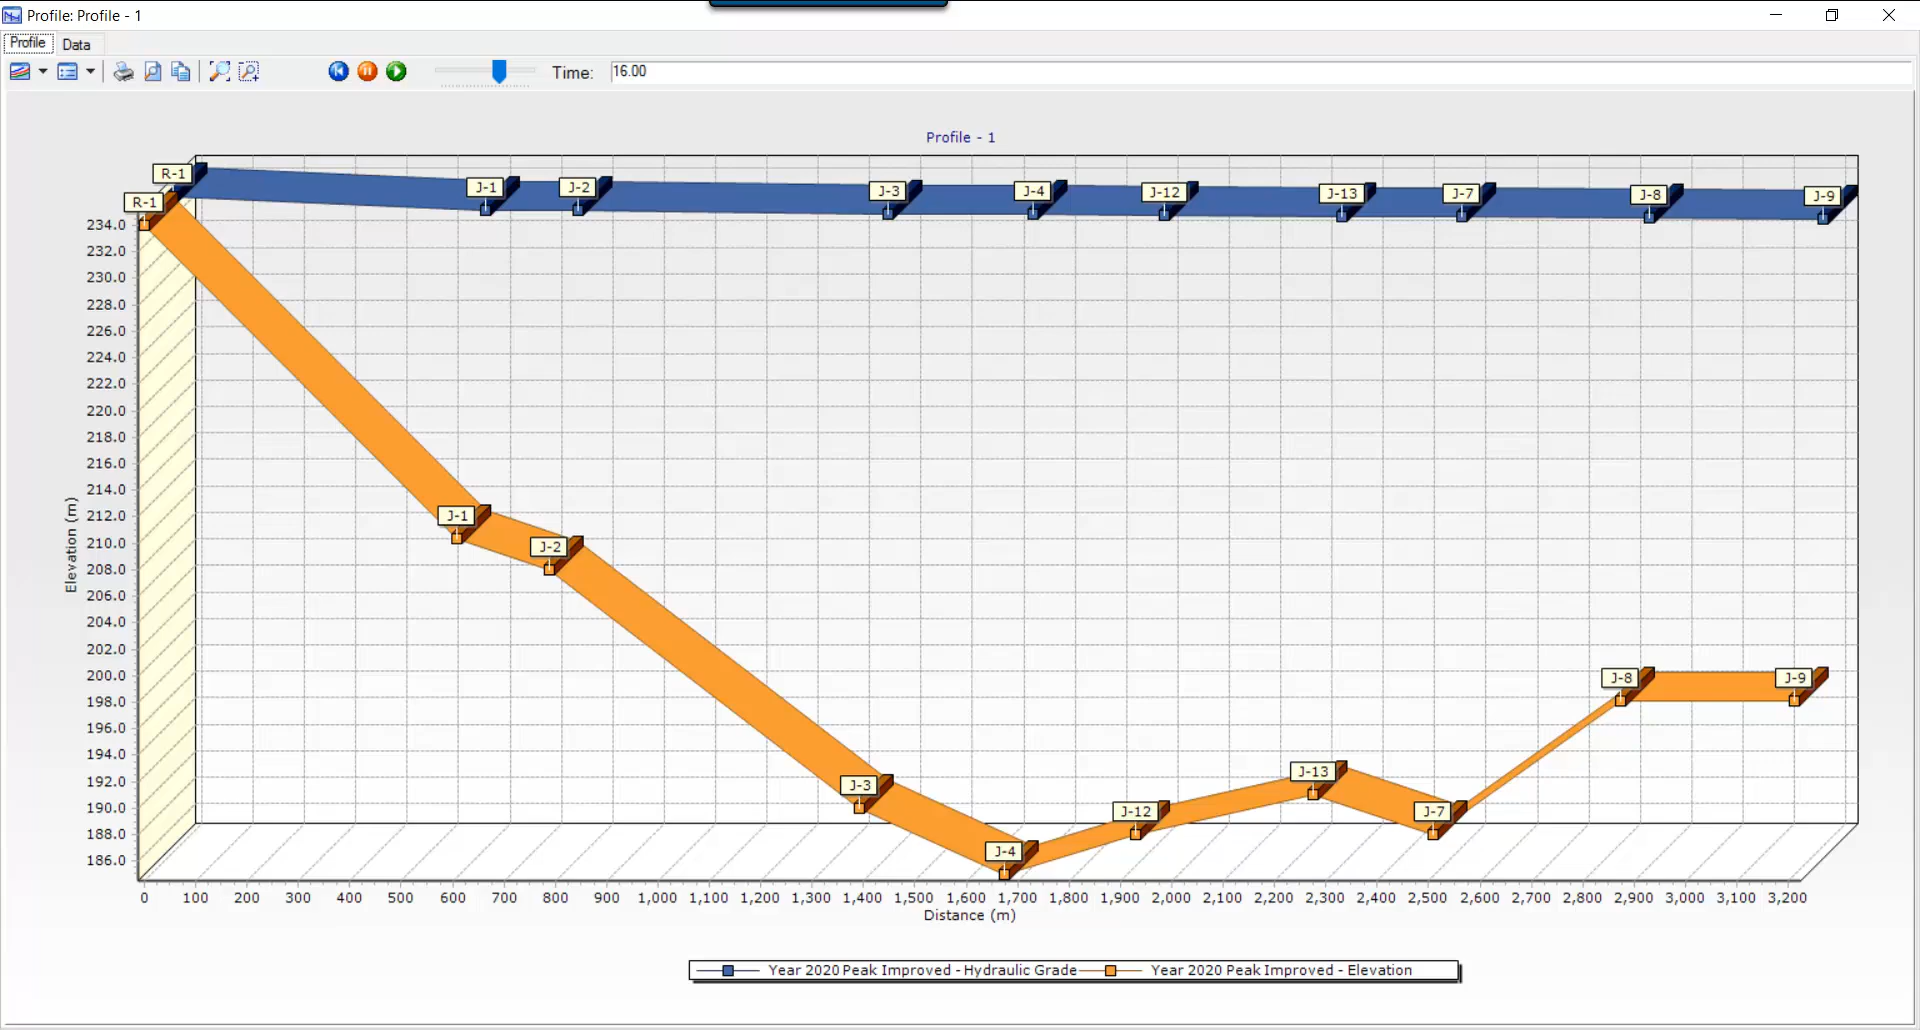 Profile: Profile - 1
Profile Data
Time: 16.00
Profile - 1
R-1
J-1 J-2 J-3 J-4 J-12 J-13 J-7 J-8 J-9
R-1
234.0
232.0
230.0
228.0
226.0
224.0
222.0
220.0
218.0
216.0
214.0
212.0
210.0
208.0
206.0
204.0
202.0
200.0
198.0
196.0
194.0
192.0
190.0
188.0
186.0
Elevation (m)
J-1
J-2
J-3
J-4
J-12
J-13
J-7
J-8
J-9
0 100 200 300 400 500 600 700 800 900 1,000 1,100 1,200 1,300 1,400 1,500 1,600 1,700 1,800 1,900 2,000 2,100 2,200 2,300 2,400 2,500 2,600 2,700 2,800 2,900 3,000 3,100 3,200
Distance (m)
Year 2020 Peak Improved - Hydraulic Grade Year 2020 Peak Improved - Elevation